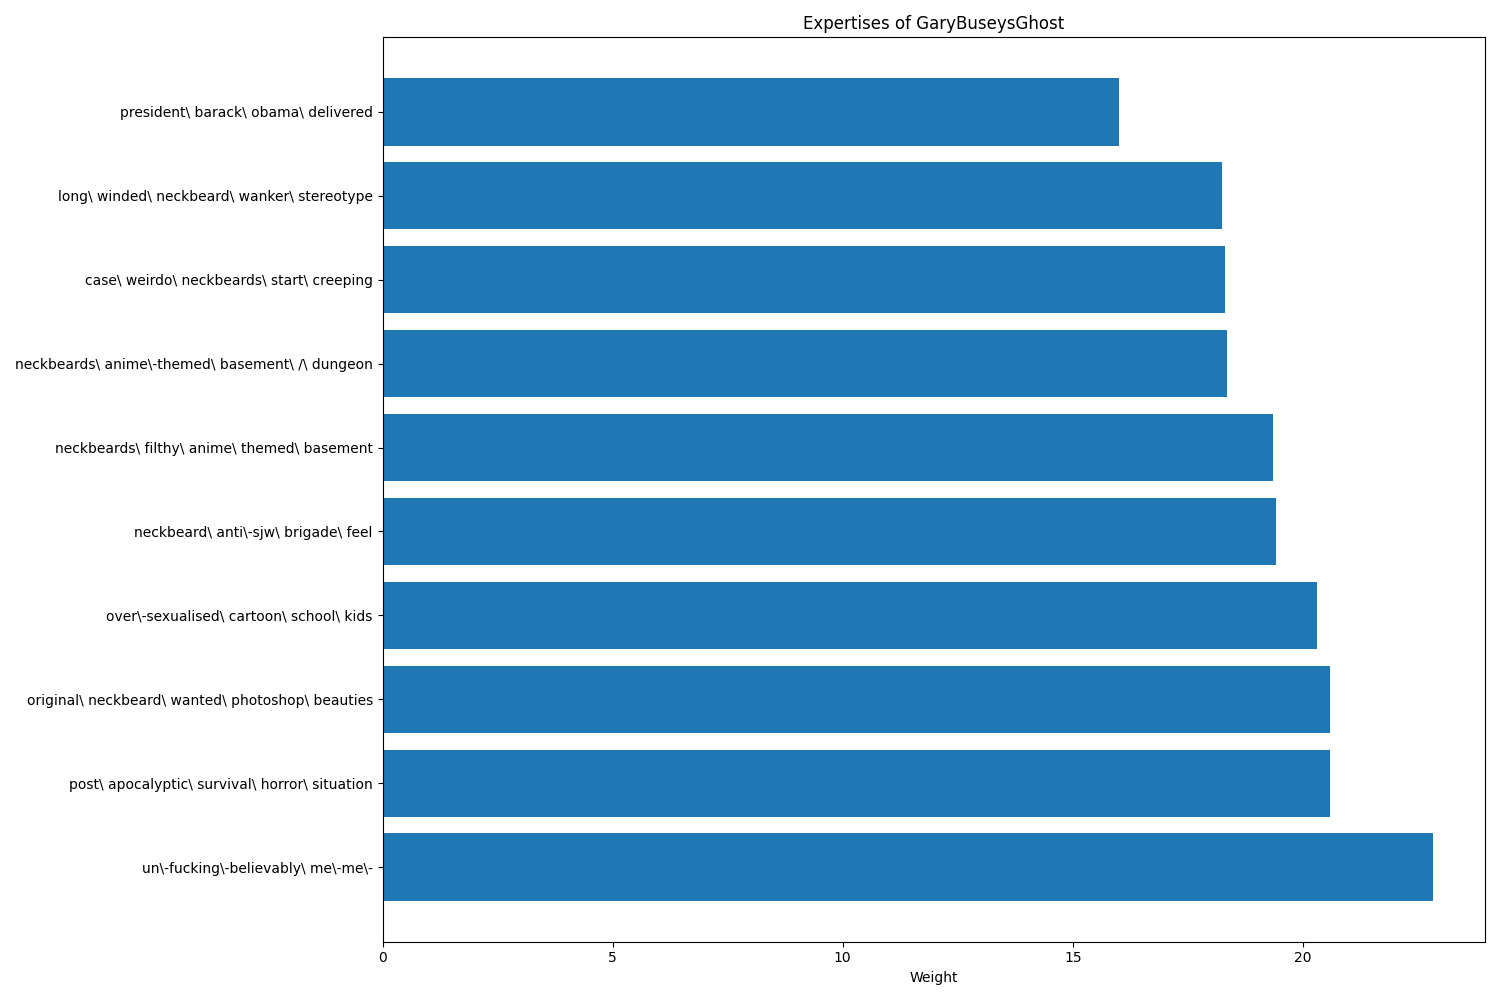 Expertises of GaryBuseysGhost
president\ barack\ obama\ delivered
long\ winded\ neckbeard\ wanker\ stereotype
case\ weirdo\ neckbeards\ start\ creeping
neckbeards\ anime\-themed\ basement\ /\ dungeon
neckbeards\ filthy\ anime\ themed\ basement
neckbeard\ anti\-sjw\ brigade\ feel
over\-sexualised\ cartoon\ school\ kids
original\ neckbeard\ wanted\ photoshop\ beauties
post\ apocalyptic\ survival\ horror\ situation
un\-fucking\-believably\ me\-me\-
0 5 10 15 20
Weight